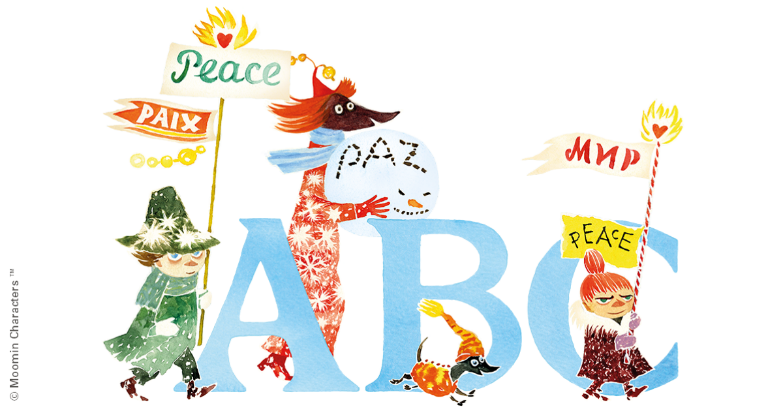 Peace
PAIX
PAZ
МИР
PEACE
ABC
© Moomin Characters ™